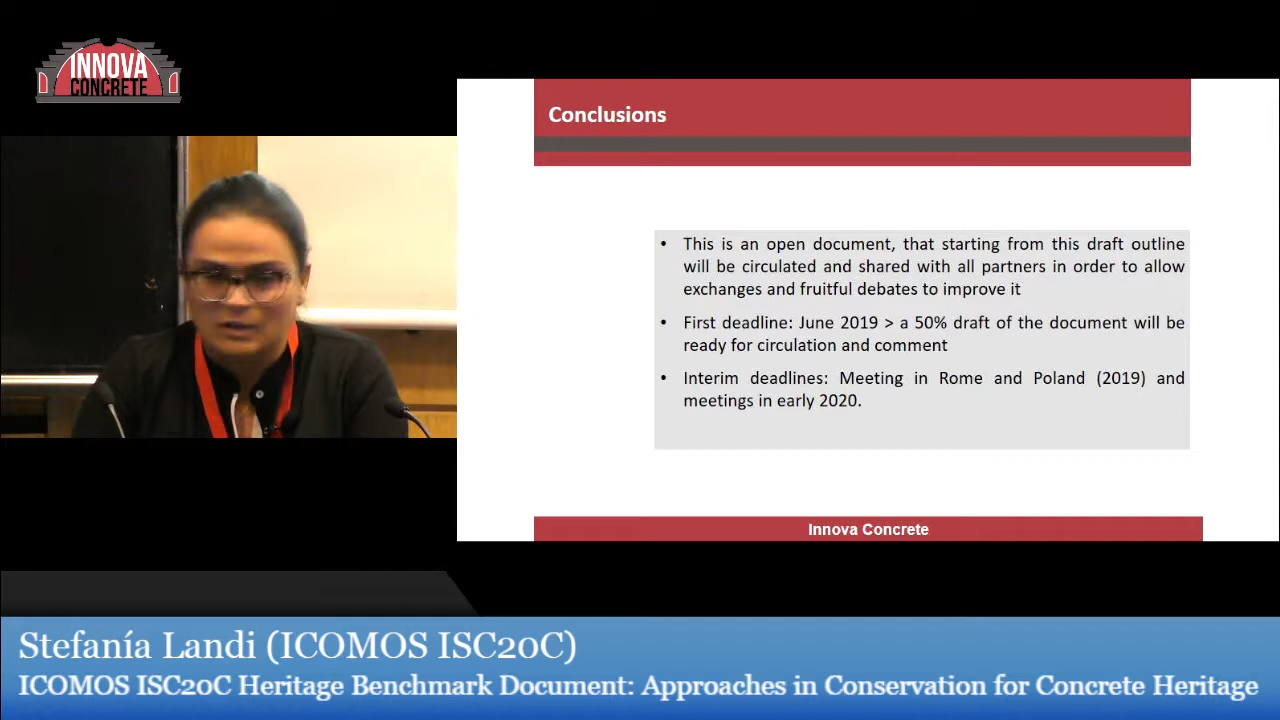 INNOVA
CONCRETE
Conclusions
• This is an open document, that starting from this draft outline
will be circulated and shared with all partners in order to allow
exchanges and fruitful debates to improve it
• First deadline: June 2019 > a 50% draft of the document will be
ready for circulation and comment
• Interim deadlines: Meeting in Rome and Poland (2019) and
meetings in early 2020.
Innova Concrete
Stefanía Landi (ICOMOS ISC20C)
ICOMOS ISC20C Heritage Benchmark Document: Approaches in Conservation for Concrete Heritage